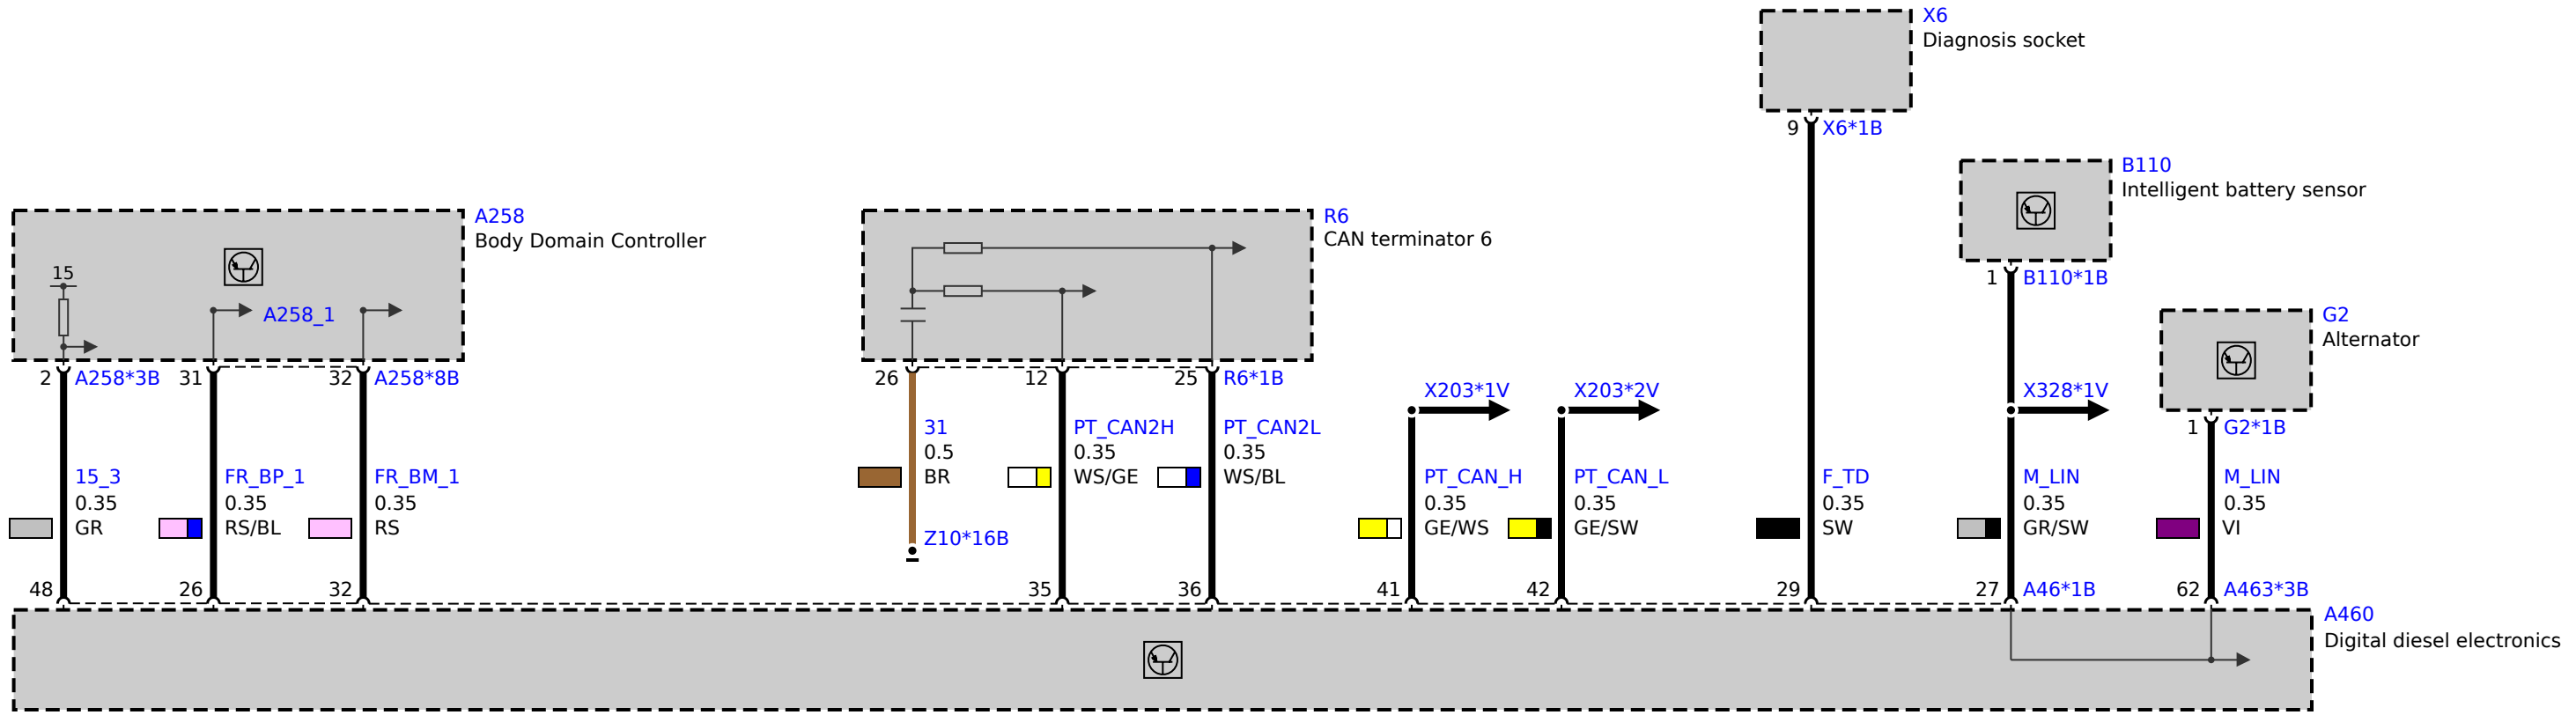 X6
Diagnosis socket
9 X6*1B
B110
Intelligent battery sensor
1 B110*1B
A258
Body Domain Controller
15
A258_1
2 A258*3B 31 32 A258*8B
R6
CAN terminator 6
26 12 25 R6*1B
G2
Alternator
1 G2*1B
X203*1V X203*2V X328*1V
31 PT_CAN2H PT_CAN2L
0.5 0.35 0.35
BR WS/GE WS/BL
15_3 FR_BP_1 FR_BM_1 PT_CAN_H PT_CAN_L F_TD M_LIN M_LIN
0.35 0.35 0.35 0.35 0.35 0.35 0.35 0.35
GR RS/BL RS GE/WS GE/SW SW GR/SW VI
Z10*16B
48 26 32 35 36 41 42 29 27 A46*1B 62 A463*3B
A460
Digital diesel electronics